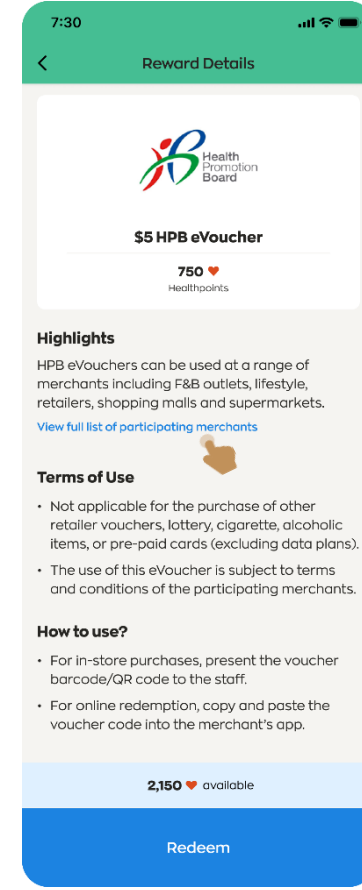 7:30
Reward Details
Health
Promotion
Board
$5 HPB eVoucher
750
Healthpoints
Highlights
HPB eVouchers can be used at a range of
merchants including F&B outlets, lifestyle,
retailers, shopping malls and supermarkets.
View full list of participating merchants
Terms of Use
• Not applicable for the purchase of other
retailer vouchers, lottery, cigarette, alcoholic
items, or pre-paid cards (excluding data plans).
• The use of this eVoucher is subject to terms
and conditions of the participating merchants.
How to use?
• For in-store purchases, present the voucher
barcode/QR code to the staff.
• For online redemption, copy and paste the
voucher code into the merchant's app.
2,150 available
Redeem